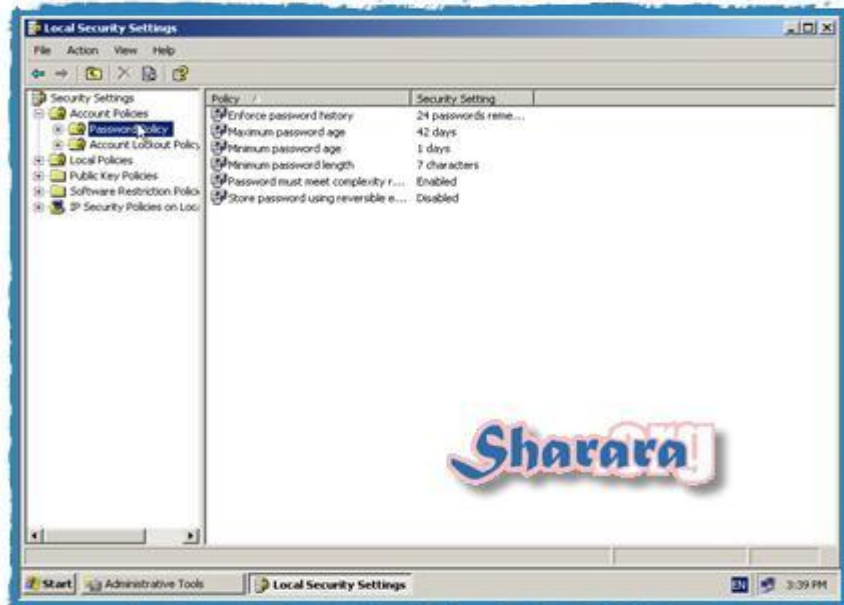 Local Security Settings
File Action View Help
Security Settings
Account Policies
Password Policy
Account Lockout Policy
Local Policies
Public Key Policies
Software Restriction Polici
IP Security Policies on Loca
Policy Security Setting
Enforce password history 24 passwords reme...
Maximum password age 42 days
Minimum password age 1 days
Minimum password length 7 characters
Password must meet complexity r... Enabled
Store password using reversible e... Disabled
Sharara
org
Start Administrative Tools Local Security Settings EN 3:39 PM